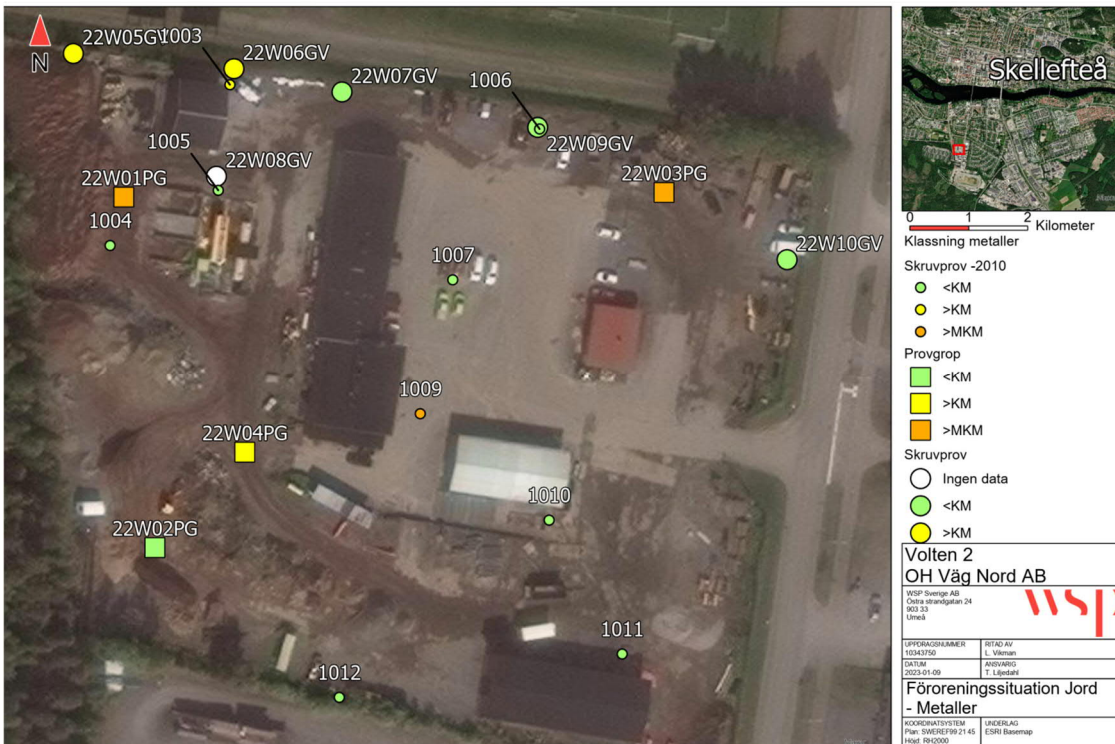 N
22W05GV
1003
22W06GV
22W07GV
1006
22W09GV
1005
22W08GV
22W01PG
22W03PG
1004
22W10GV
1007
1009
22W04PG
1010
22W02PG
1011
1012
Skellefteå
0 1 2
Kilometer
Klassning metaller
Skruvprov -2010
<KM
>KM
>MKM
Provgrop
<KM
>KM
>MKM
Skruvprov
Ingen data
<KM
>KM
Volten 2
OH Väg Nord AB
WSP Sverige AB
Östra strandgatan 24
903 33
Umeå
wsp
UPPDRAGSNUMMER
10343750
RITAD AV
L. Vikman
DATUM
2023-01-09
ANSVARIG
T. Liljedahl
Föroreningssituation Jord
- Metaller
KOORDINATSYSTEM
Plan: SWEREF99 21 45
Höjd: RH2000
UNDERLAG
ESRI Basemap